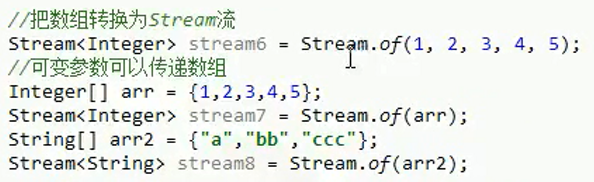 //把数组转换为Stream流
Stream<Integer> stream6 = Stream.of(1, 2, 3, 4, 5);
//可变参数可以传递数组
Integer[] arr = {1,2,3,4,5};
Stream<Integer> stream7 = Stream.of(arr);
String[] arr2 = {"a","bb","ccc"};
Stream<String> stream8 = Stream.of(arr2);